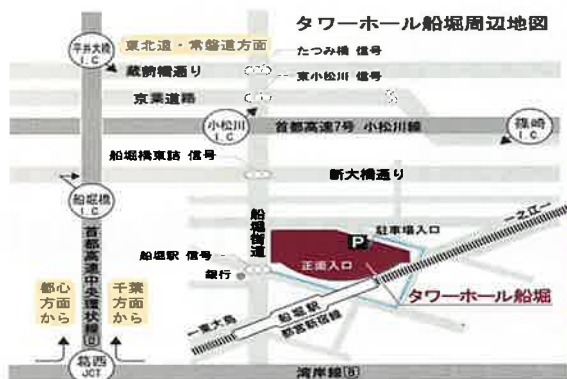 タワーホール船堀周辺地図
平井大橋
I.C
東北道・常磐道方面
たつみ橋 信号
蔵前橋通り
東小松川 信号
京葉道路
小松川
I.C
首都高速7号 小松川線
篠崎
I.C
船堀橋東詰 信号
新大橋通り
船堀橋
I.C
船堀街道
駐車場入口
P
一之江→
首都高速中央環状線
船堀駅 信号
正面入口
銀行
都心
方面
から
千葉
方面
から
タワーホール船堀
船堀駅
都営新宿線
←東大島
葛西
JCT
湾岸線